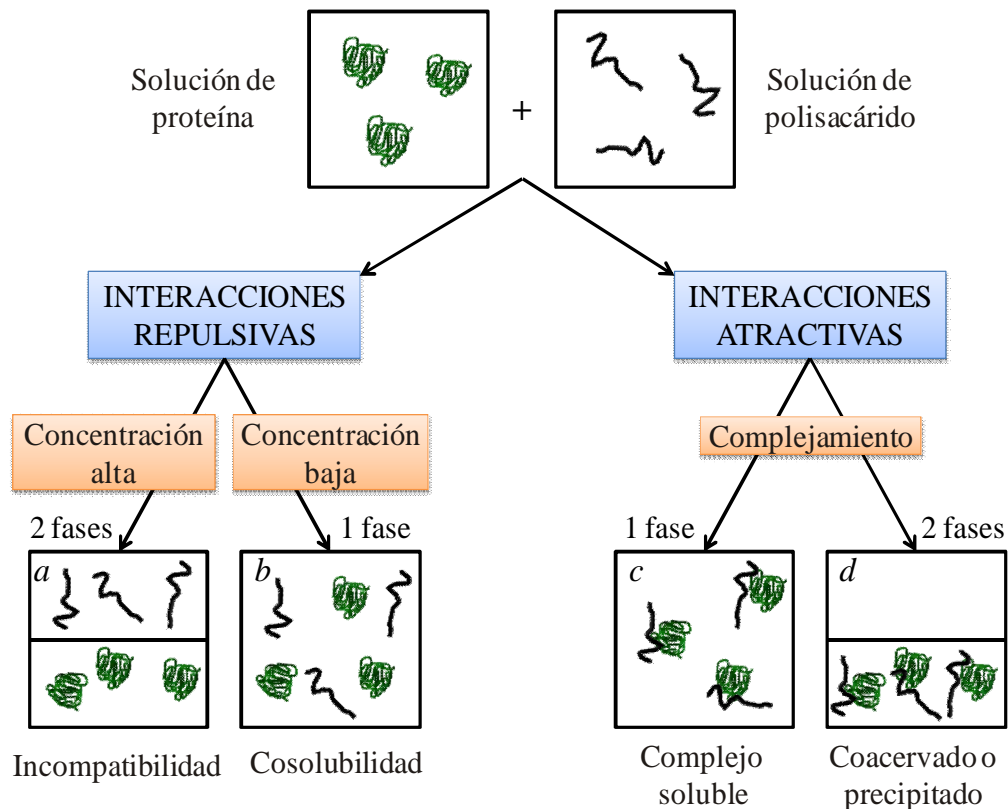 Solución de
proteína
+
Solución de
polisacárido
INTERACCIONES
REPULSIVAS
INTERACCIONES
ATRACTIVAS
Concentración
alta
Concentración
baja
Complejamiento
2 fases
1 fase
1 fase
2 fases
a
b
c
d
Incompatibilidad
Cosolubilidad
Complejo
soluble
Coacervado o
precipitado